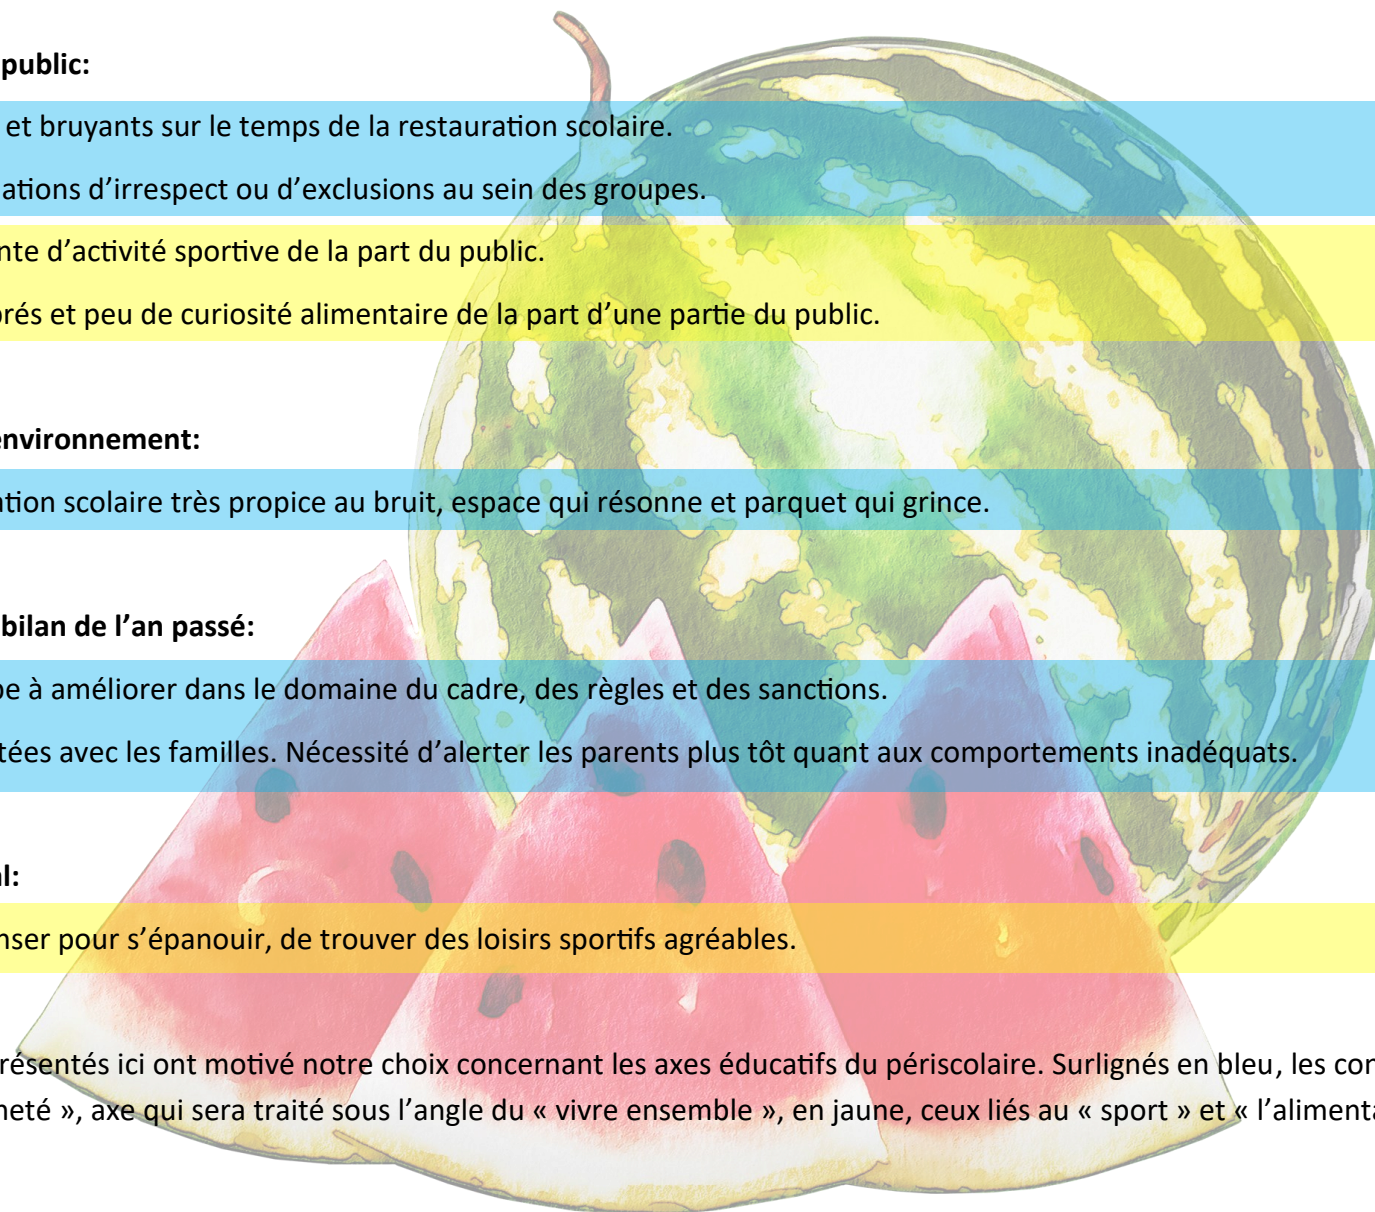 public:
et bruyants sur le temps de la restauration scolaire.
ations d’irrespect ou d’exclusions au sein des groupes.
nte d’activité sportive de la part du public.
rés et peu de curiosité alimentaire de la part d’une partie du public.
environnement:
tion scolaire très propice au bruit, espace qui résonne et parquet qui grince.
bilan de l’an passé:
pe à améliorer dans le domaine du cadre, des règles et des sanctions.
tées avec les familles. Nécessité d’alerter les parents plus tôt quant aux comportements inadéquats.
l:
nser pour s’épanouir, de trouver des loisirs sportifs agréables.
résentés ici ont motivé notre choix concernant les axes éducatifs du périscolaire. Surlignés en bleu, les con
neté », axe qui sera traité sous l’angle du « vivre ensemble », en jaune, ceux liés au « sport » et « l’alimenta